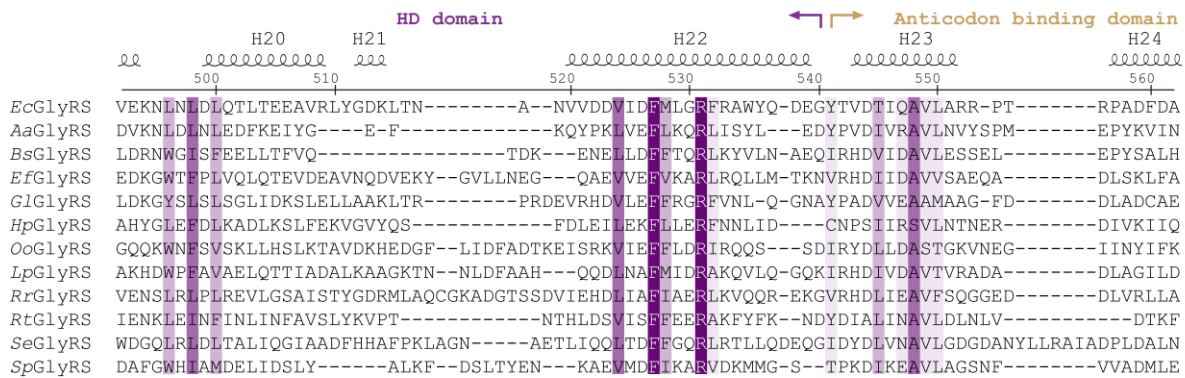 HD domain Anticodon binding domain
H20 H21 H22 H23 H24
500 510 520 530 540 550 560
EcGlyRS VEKNLNLDLQTLTEEAVRLYGDKLTN--------A--NVVDDVIDFMLGRFRAWYQ-DEGYTVDTIQAVLARR--PT-------RPADFDA
AaGlyRS DVKNLDLNLEDFKEIYG---E-F-----------KQYPKLVEFLKQRLISYL--EDYPVDIVRAVLNVYSPM-------EPYKVIN
BsGlyRS LDRNWGISFEELLTFVQ----------------TDK--ENELLDFFTQRLKYVLN-AEQIRHDVIDAVLESSEL-------EPYSALH
EfGlyRS EDKGWTFPLVQLQTEVDEAVNQDVEKY--GVLLNEG--QAEVVEFVKARLQQLLM-TKNVRHDIIDAVVSAEQA-------DLSKLFA
GlGlyRS LDKGYSLSLSGLIDKSLELLAAKLTR-------PRDEVRHDVLEFFRGRFVNL-QGNAYPADVVEAAMAAG-FD-------DLADCAE
HpGlyRS AHYGLEFDLKADLKSLFEKVGVYQS---------FDLEILEKFLLERFNNLID----CNPSIIRSVLNTNER--------DIVKIIQ
OoGlyRS GQQKWNFSVSKLLHSLKTAVDKHEDGF--LIDFADTKEISRKVIEFFLDRIRQQS--SDIRYDLLDASTGKVNEG------IINYIFK
LpGlyRS AKHDWPFAVAELQTTIADALKAAGKTN--NLDFAAH--QQDLNAFMIDRAKQVLQ-GQKIRHDIVDAVTVRADA-------DLAGILD
RrGlyRS VENSLRLPLREVLGSAISTYGDRMLAQCGKADGTSSDVIEHDLIAFIAERLKVQQR-EKGVRHDLIEAVFSQGGED------DLVRLLA
RtGlyRS IENKLEINFINLINFAVSLYKVPT----------NTHLDSVISFFEERAKFYFK-NDYDIALINAVLDLNLV---------DTKF
SeGlyRS WDGQLRLDLTALIQGIAADFHHAFPKLAGN---AETLIQQLTDFFGQRLRTLLQDEQGIDYDLVNAVLGDGDANYLLRAIADPLDALN
SpGlyRS DAFGWHIAMDELIDSLY----ALKF--DSLTYEN---KAEVMDFIKARVDKMMG-S--TPKDIKEAVLAGSNF-------VVADMLE